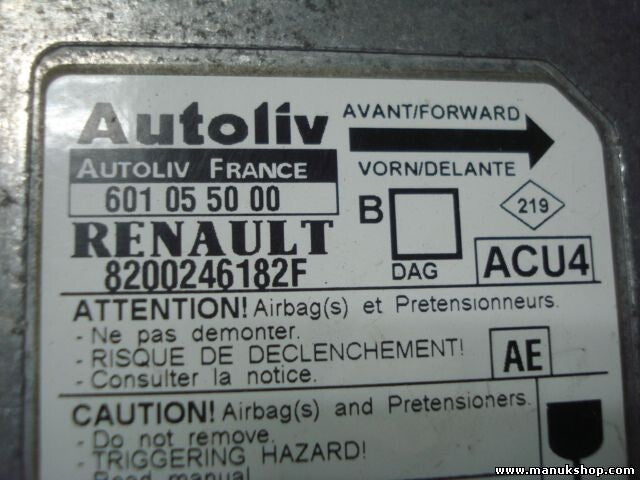 Autoliv
AVANT/FORWARD
AUTOLIV FRANCE
VORN/DELANTE
601 05 50 00
B
219
RENAULT
8200246182F
DAG
ACU4
ATTENTION! Airbag(s) et Pretensionneurs.
- Ne pas demonter.
- RISQUE DE DECLENCHEMENT!
- Consulter la notice.
AE
CAUTION! Airbag(s) and Pretensioners.
- Do not remove.
- TRIGGERING HAZARD!
- Read manual
www.manukshop.com